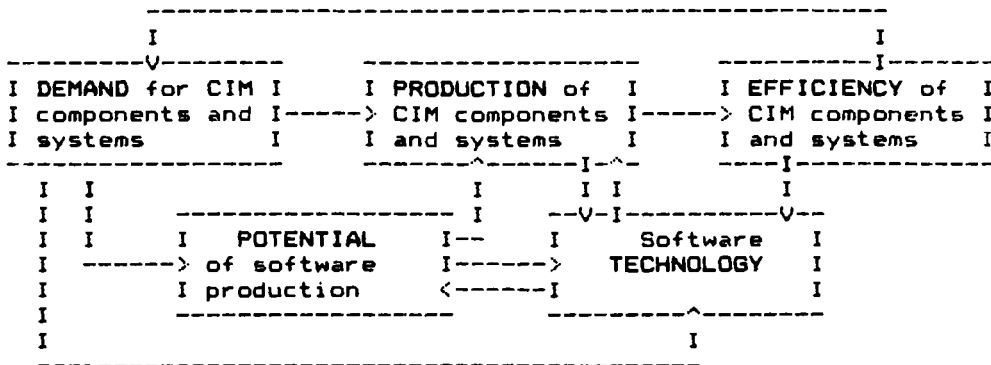 DEMAND for CIM
components and
systems
PRODUCTION of
CIM components
and systems
EFFICIENCY of
CIM components
and systems
POTENTIAL
of software
production
Software
TECHNOLOGY